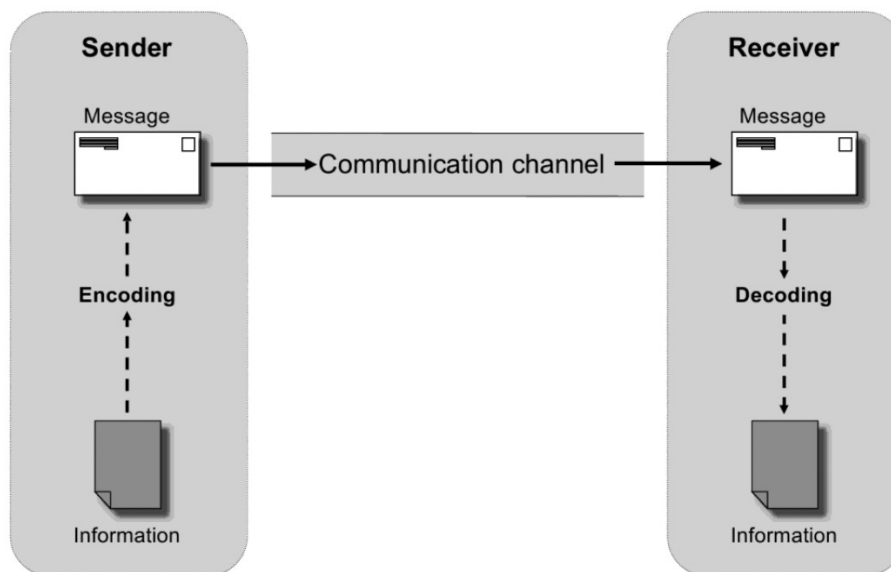 Sender
Message
Encoding
Information
Communication channel
Receiver
Message
Decoding
Information